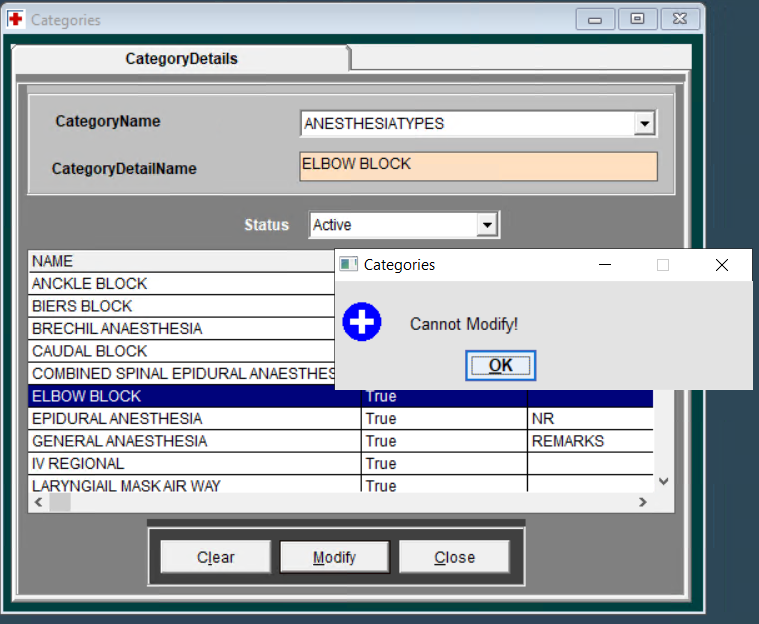 Categories
CategoryDetails
CategoryName ANESTHESIATYPES
CategoryDetailName ELBOW BLOCK
Status Active
NAME
ANCKLE BLOCK
BIERS BLOCK
BRECHIL ANAESTHESIA
CAUDAL BLOCK
COMBINED SPINAL EPIDURAL ANAESTHES
ELBOW BLOCK True
EPIDURAL ANESTHESIA True NR
GENERAL ANAESTHESIA True REMARKS
IV REGIONAL True
LARYNGIAIL MASK AIR WAY True
Categories
Cannot Modify!
OK
Clear Modify Close